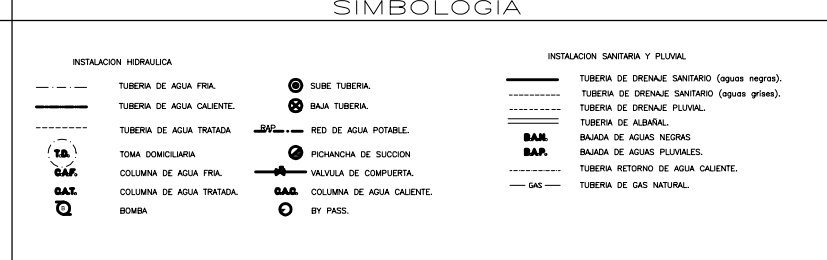 SIMBOLOGIA
INSTALACION HIDRAULICA
TUBERIA DE AGUA FRIA.
TUBERIA DE AGUA CALIENTE.
TUBERIA DE AGUA TRATADA
T.D. TOMA DOMICILIARIA
C.A.F. COLUMNA DE AGUA FRIA.
C.A.T. COLUMNA DE AGUA TRATADA.
BOMBA
SUBE TUBERIA.
BAJA TUBERIA.
RAP RED DE AGUA POTABLE.
PICHANCHA DE SUCCION
VALVULA DE COMPUERTA.
C.A.C. COLUMNA DE AGUA CALIENTE.
BY PASS.
INSTALACION SANITARIA Y PLUVIAL
TUBERIA DE DRENAJE SANITARIO (aguas negras).
TUBERIA DE DRENAJE SANITARIO (aguas grises).
TUBERIA DE DRENAJE PLUVIAL.
TUBERIA DE ALBAÑAL.
B.A.N. BAJADA DE AGUAS NEGRAS
B.A.P. BAJADA DE AGUAS PLUVIALES.
TUBERIA RETORNO DE AGUA CALIENTE.
GAS TUBERIA DE GAS NATURAL.